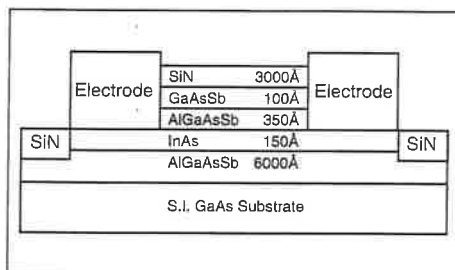 SiN 3000Å
Electrode GaAsSb 100Å Electrode
AlGaAsSb 350Å
SiN InAs 150Å SiN
AlGaAsSb 6000Å
S.I. GaAs Substrate